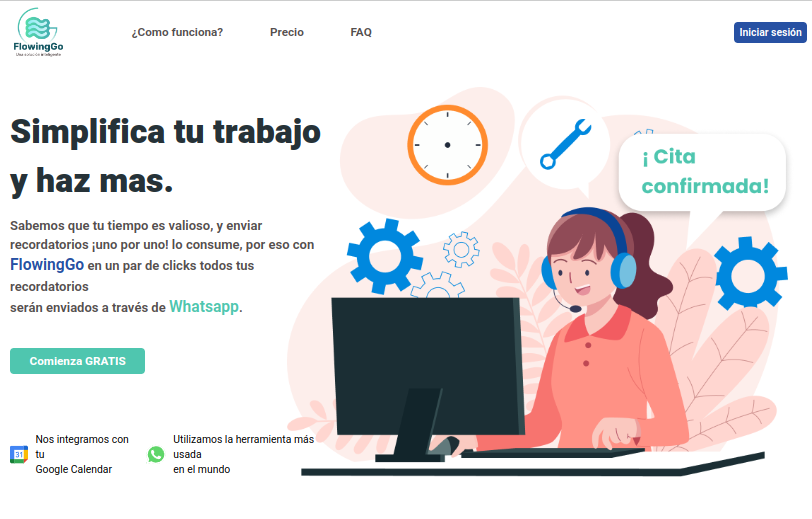 FlowingGo
Una solución inteligente
¿Como funciona?
Precio
FAQ
Iniciar sesión
Simplifica tu trabajo
y haz mas.
¡ Cita
confirmada!
Sabemos que tu tiempo es valioso, y enviar
recordatorios ¡uno por uno! lo consume, por eso con
FlowingGo en un par de clicks todos tus
recordatorios
serán enviados a través de Whatsapp.
Comienza GRATIS
31
Nos integramos con
tu
Google Calendar
Utilizamos la herramienta más
usada
en el mundo